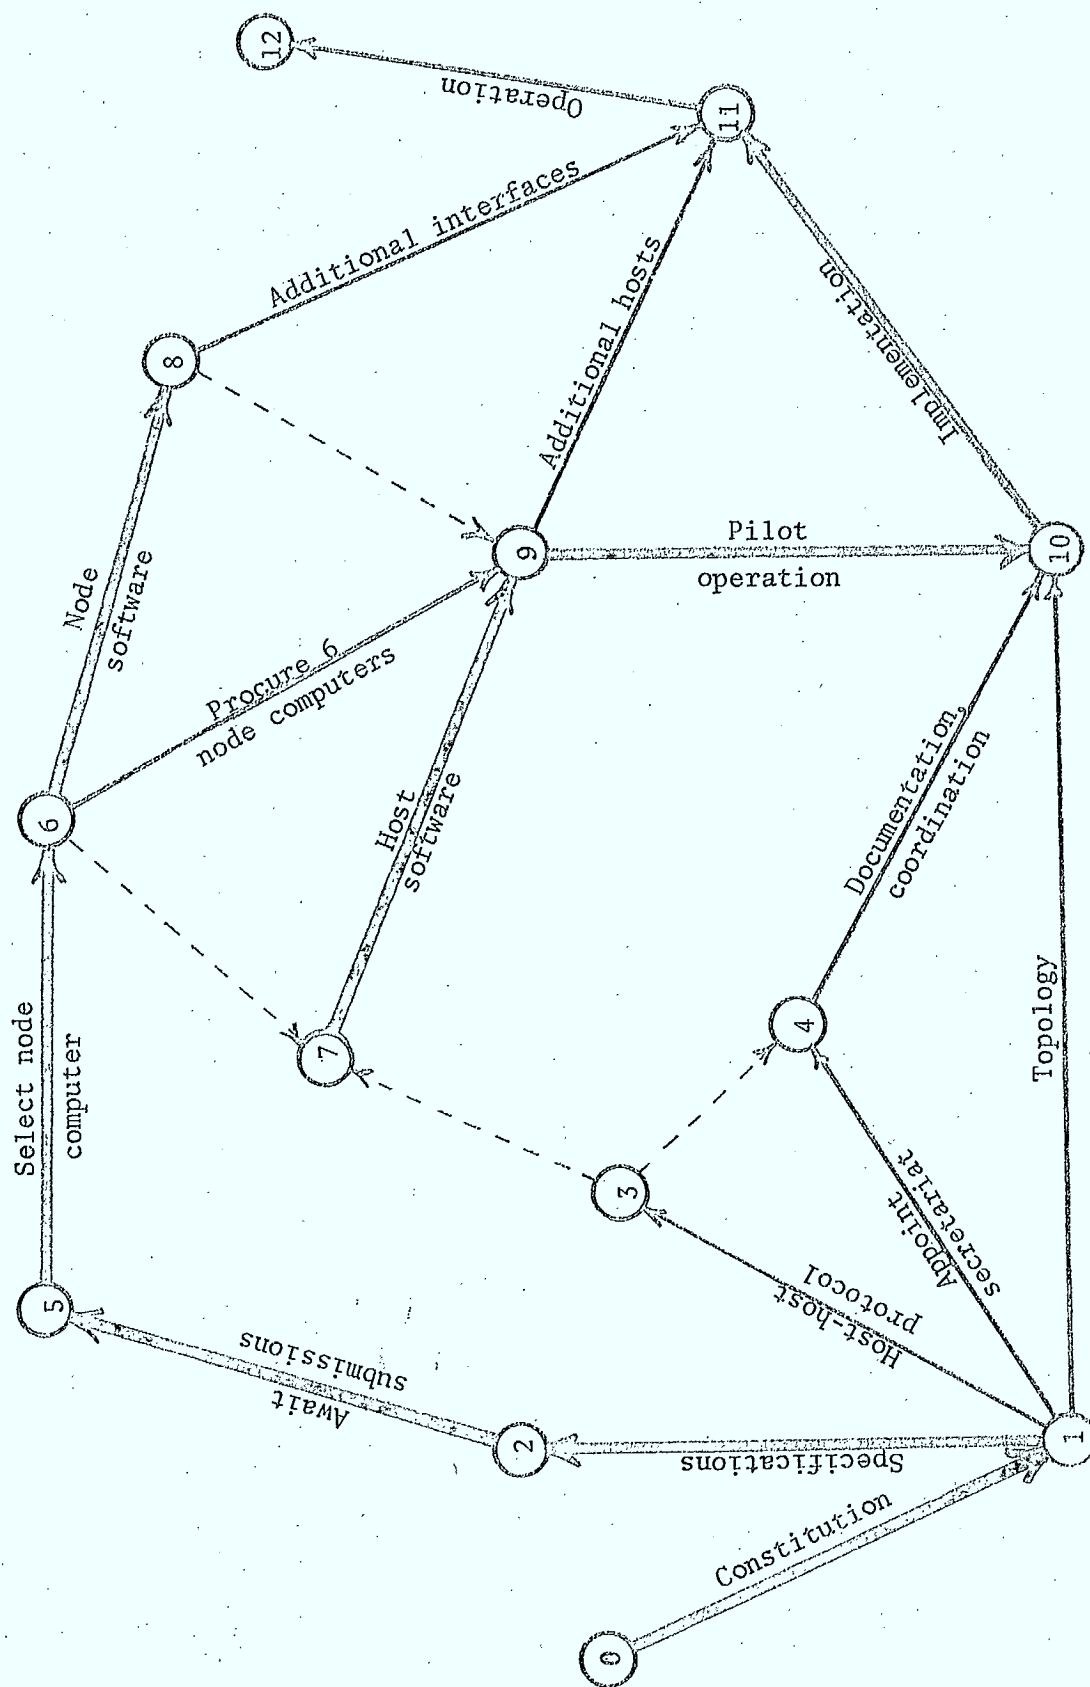 12
Operation
11
Additional interfaces
8
Additional hosts
Implementation
Node
software
9
Pilot
operation
10
Procure 6
node computers
6
Host
software
Documentation,
coordination
Select node
computer
7
4
Topology
3
Appoint
secretariat
5
Host-host
protocol
Await
submissions
2
Specifications
1
Constitution
0